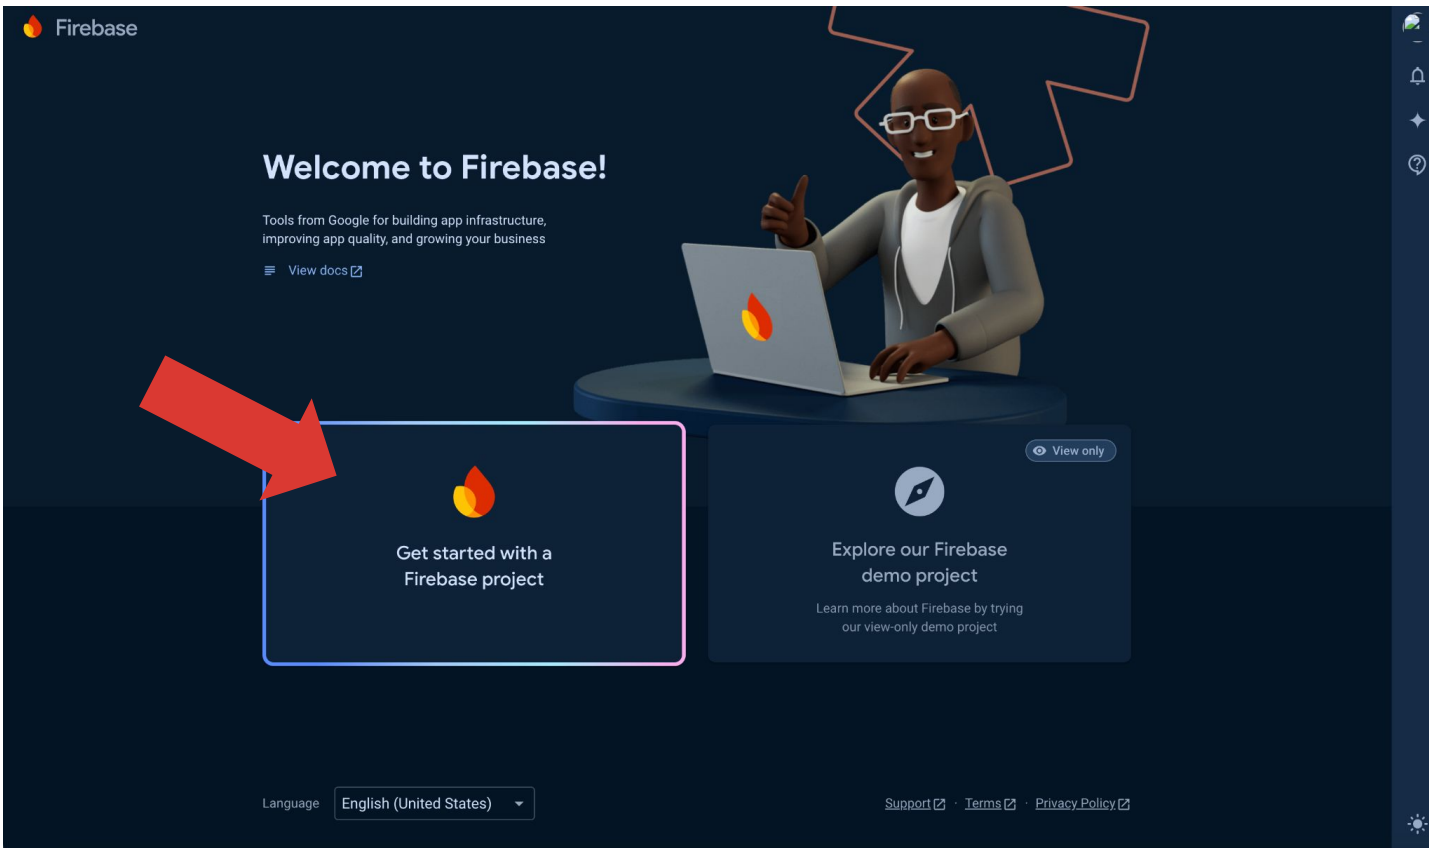 Firebase
Welcome to Firebase!
Tools from Google for building app infrastructure,
improving app quality, and growing your business
View docs
Get started with a
Firebase project
View only
Explore our Firebase
demo project
Learn more about Firebase by trying
our view-only demo project
Language
English (United States)
Support · Terms · Privacy Policy